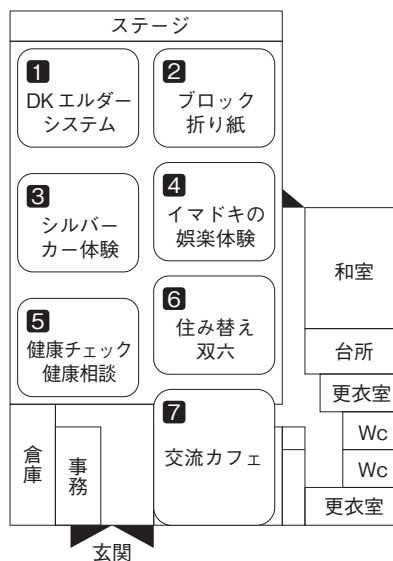 ステージ
1
DK エルダー
システム
2
ブロック
折り紙
3
シルバー
カー体験
4
イマドキの
娯楽体験
5
健康チェック
健康相談
6
住み替え
双六
7
交流カフェ
和室
台所
更衣室
Wc
Wc
更衣室
倉庫
事務
玄関